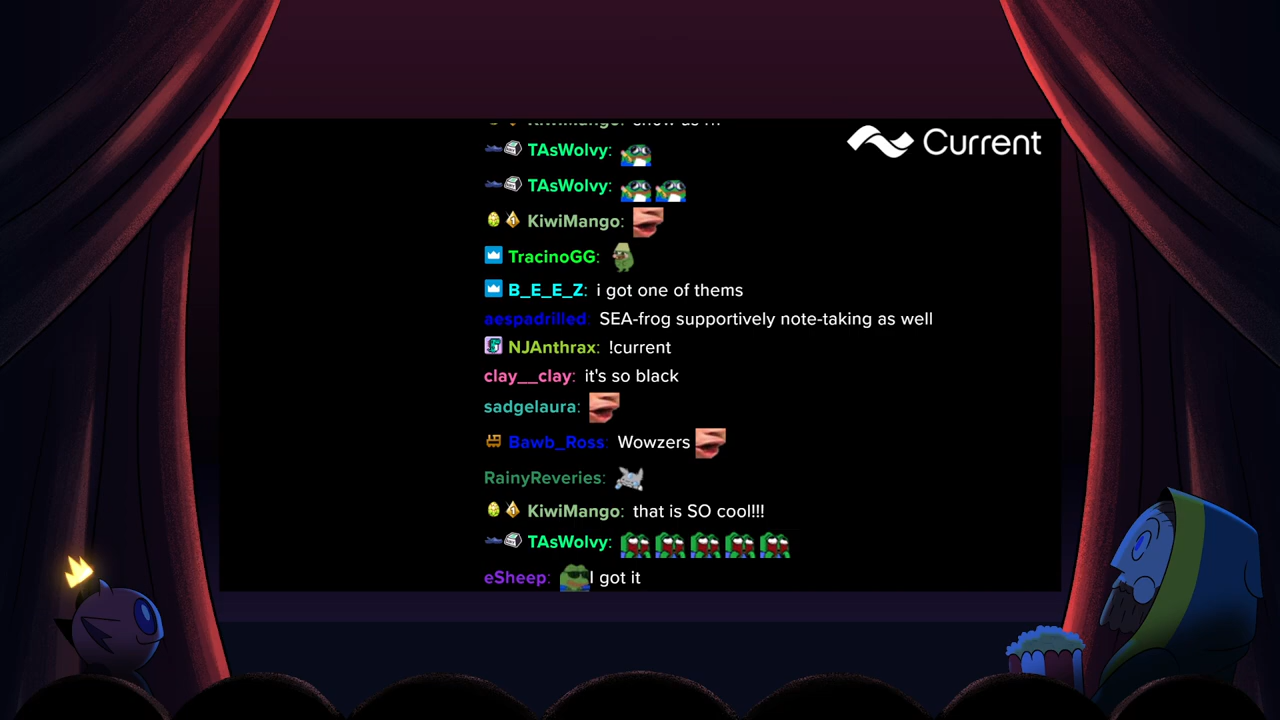 KiwiMango:
Current
TAsWolvy:
TAsWolvy:
KiwiMango:
TracinoGG:
B_E_E_Z: i got one of thems
aespadrilled: SEA-frog supportively note-taking as well
NJAnthrax: !current
clay__clay: it's so black
sadgelaura:
Bawb_Ross: Wowzers
RainyReveries:
KiwiMango: that is SO cool!!!
TAsWolvy:
eSheep: I got it